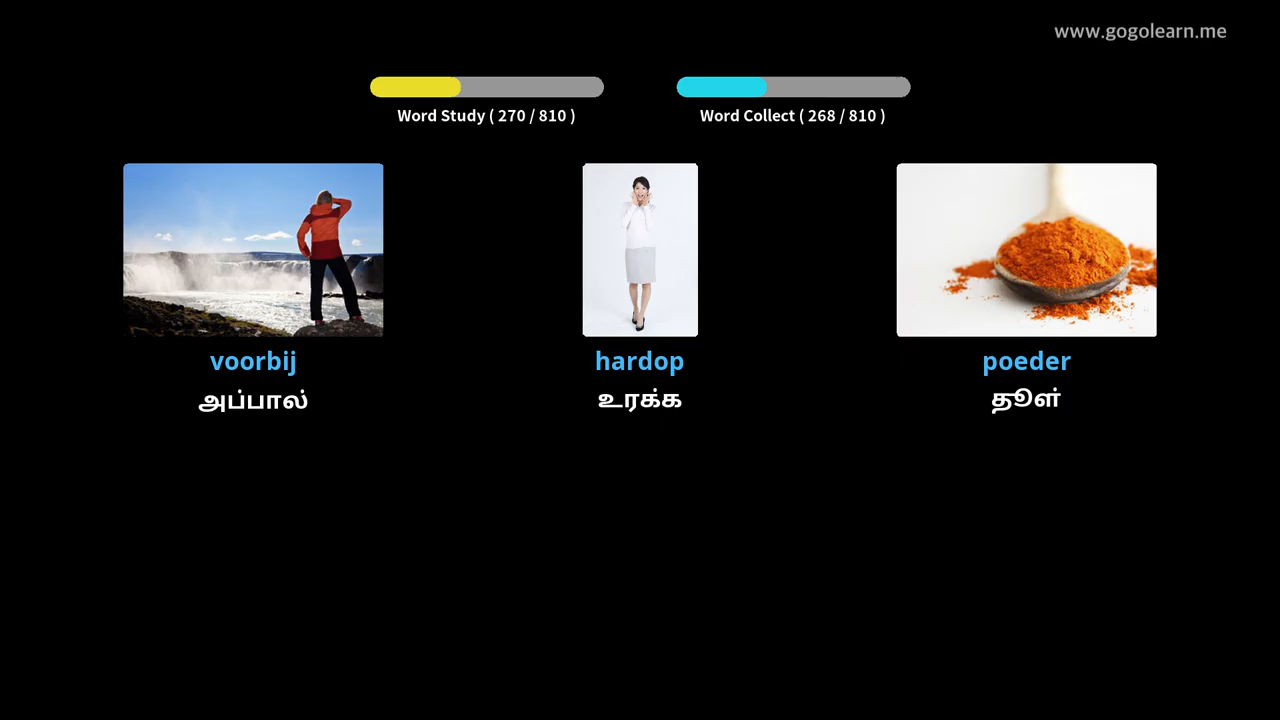 www.gogolearn.me
Word Study ( 270 / 810 )
Word Collect ( 268 / 810 )
voorbij
அப்பால்
hardop
உரக்க
poeder
தூள்